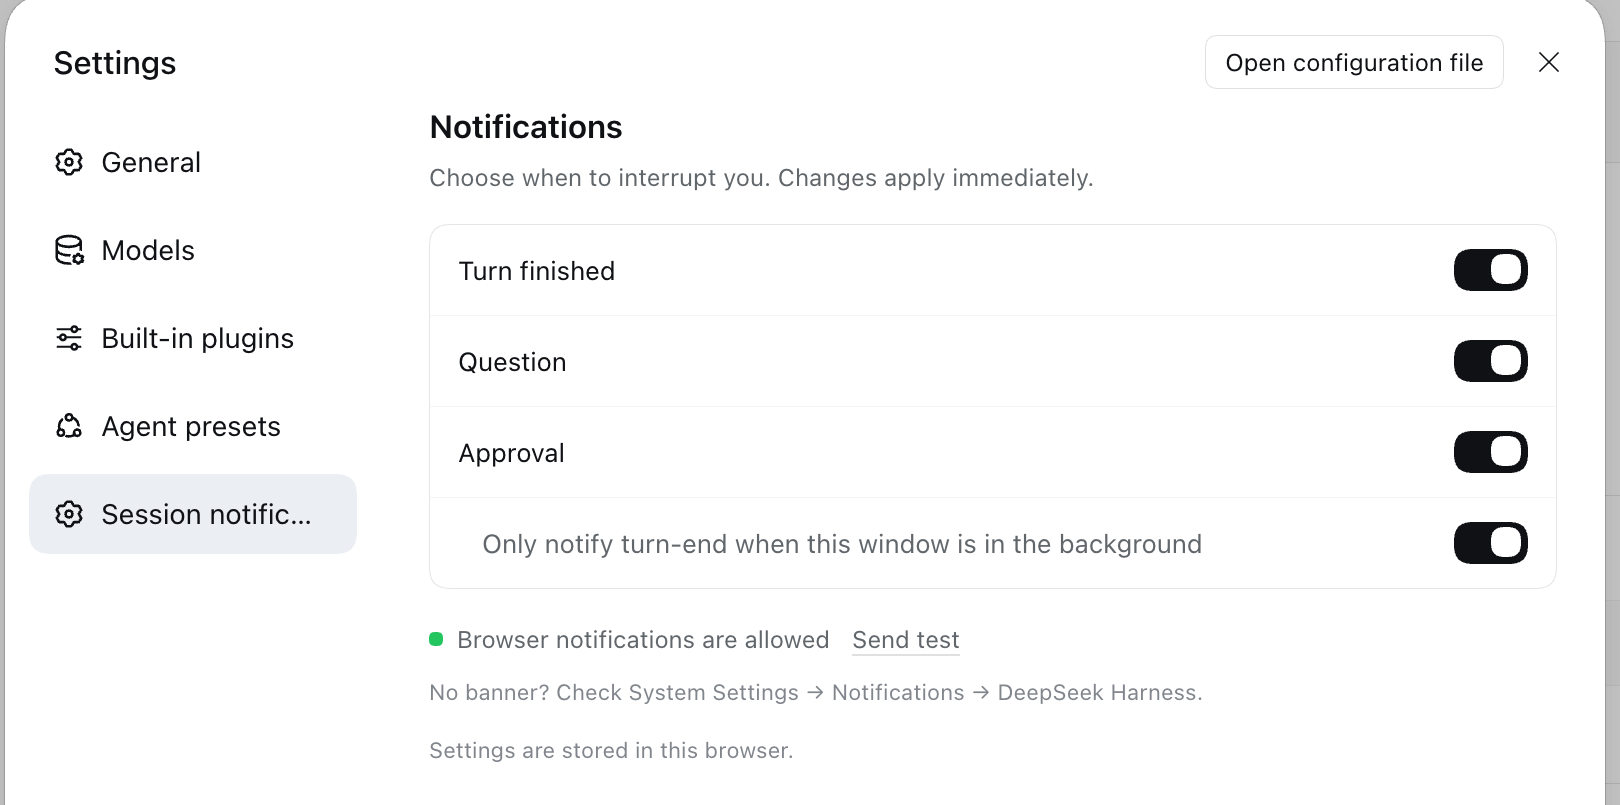 Settings
Open configuration file
General
Models
Built-in plugins
Agent presets
Session notific...
Notifications
Choose when to interrupt you. Changes apply immediately.
Turn finished
Question
Approval
Only notify turn-end when this window is in the background
Browser notifications are allowed Send test
No banner? Check System Settings → Notifications → DeepSeek Harness.
Settings are stored in this browser.